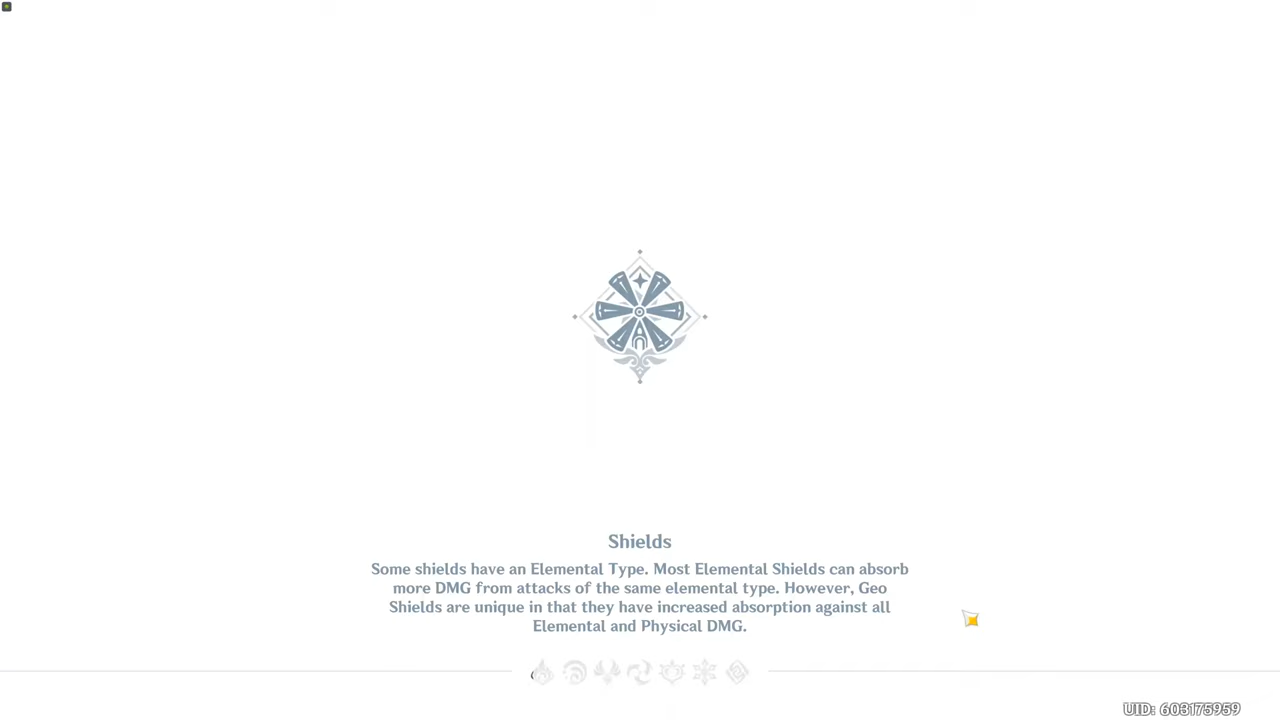 Shields
Some shields have an Elemental Type. Most Elemental Shields can absorb
more DMG from attacks of the same elemental type. However, Geo
Shields are unique in that they have increased absorption against all
Elemental and Physical DMG.
UID: 603175959